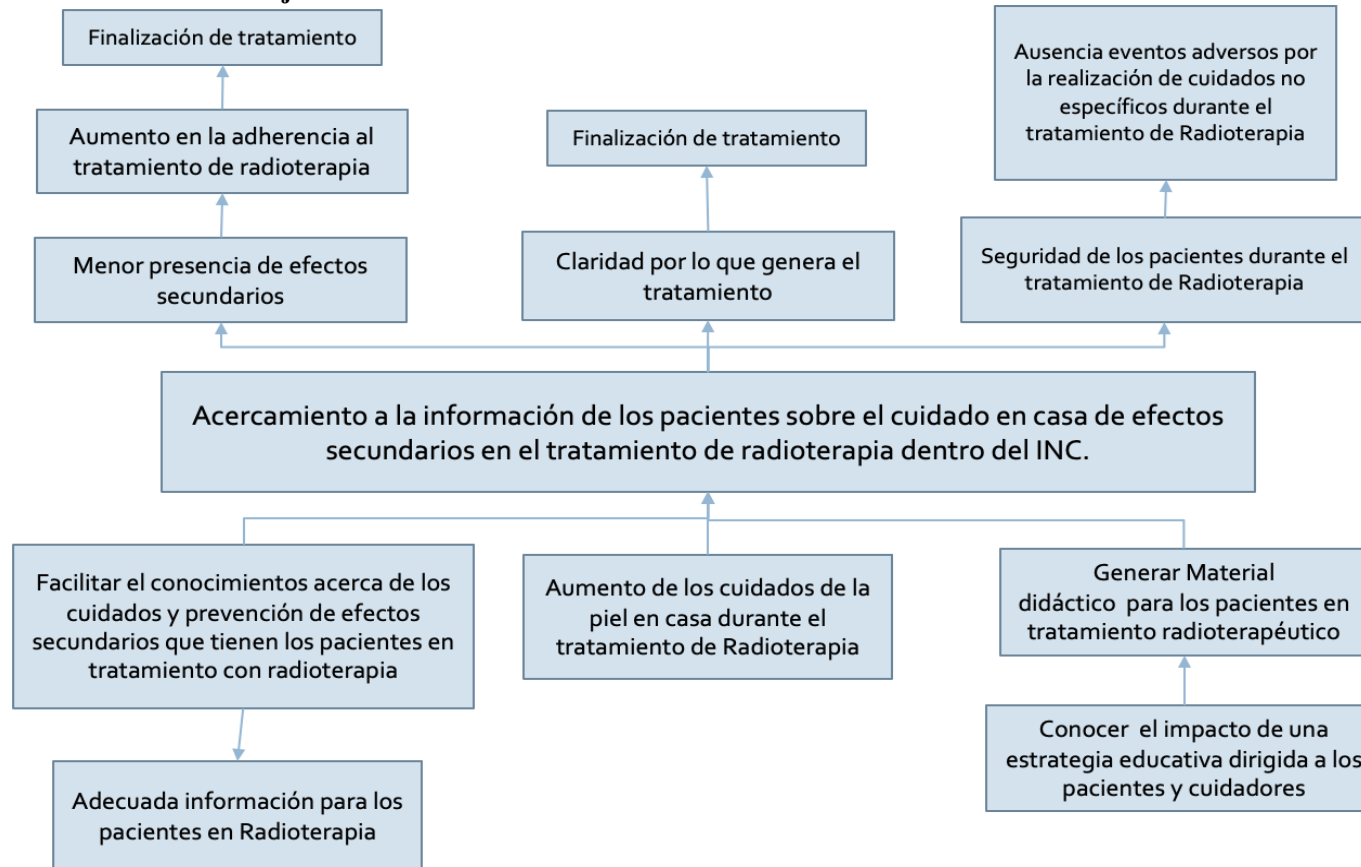 Finalización de tratamiento
Aumento en la adherencia al
tratamiento de radioterapia
Menor presencia de efectos
secundarios
Finalización de tratamiento
Claridad por lo que genera el
tratamiento
Ausencia eventos adversos por
la realización de cuidados no
específicos durante el
tratamiento de Radioterapia
Seguridad de los pacientes durante el
tratamiento de Radioterapia
Acercamiento a la información de los pacientes sobre el cuidado en casa de efectos
secundarios en el tratamiento de radioterapia dentro del INC.
Facilitar el conocimientos acerca de los
cuidados y prevención de efectos
secundarios que tienen los pacientes en
tratamiento con radioterapia
Adecuada información para los
pacientes en Radioterapia
Aumento de los cuidados de la
piel en casa durante el
tratamiento de Radioterapia
Generar Material
didáctico para los pacientes en
tratamiento radioterapéutico
Conocer el impacto de una
estrategia educativa dirigida a los
pacientes y cuidadores